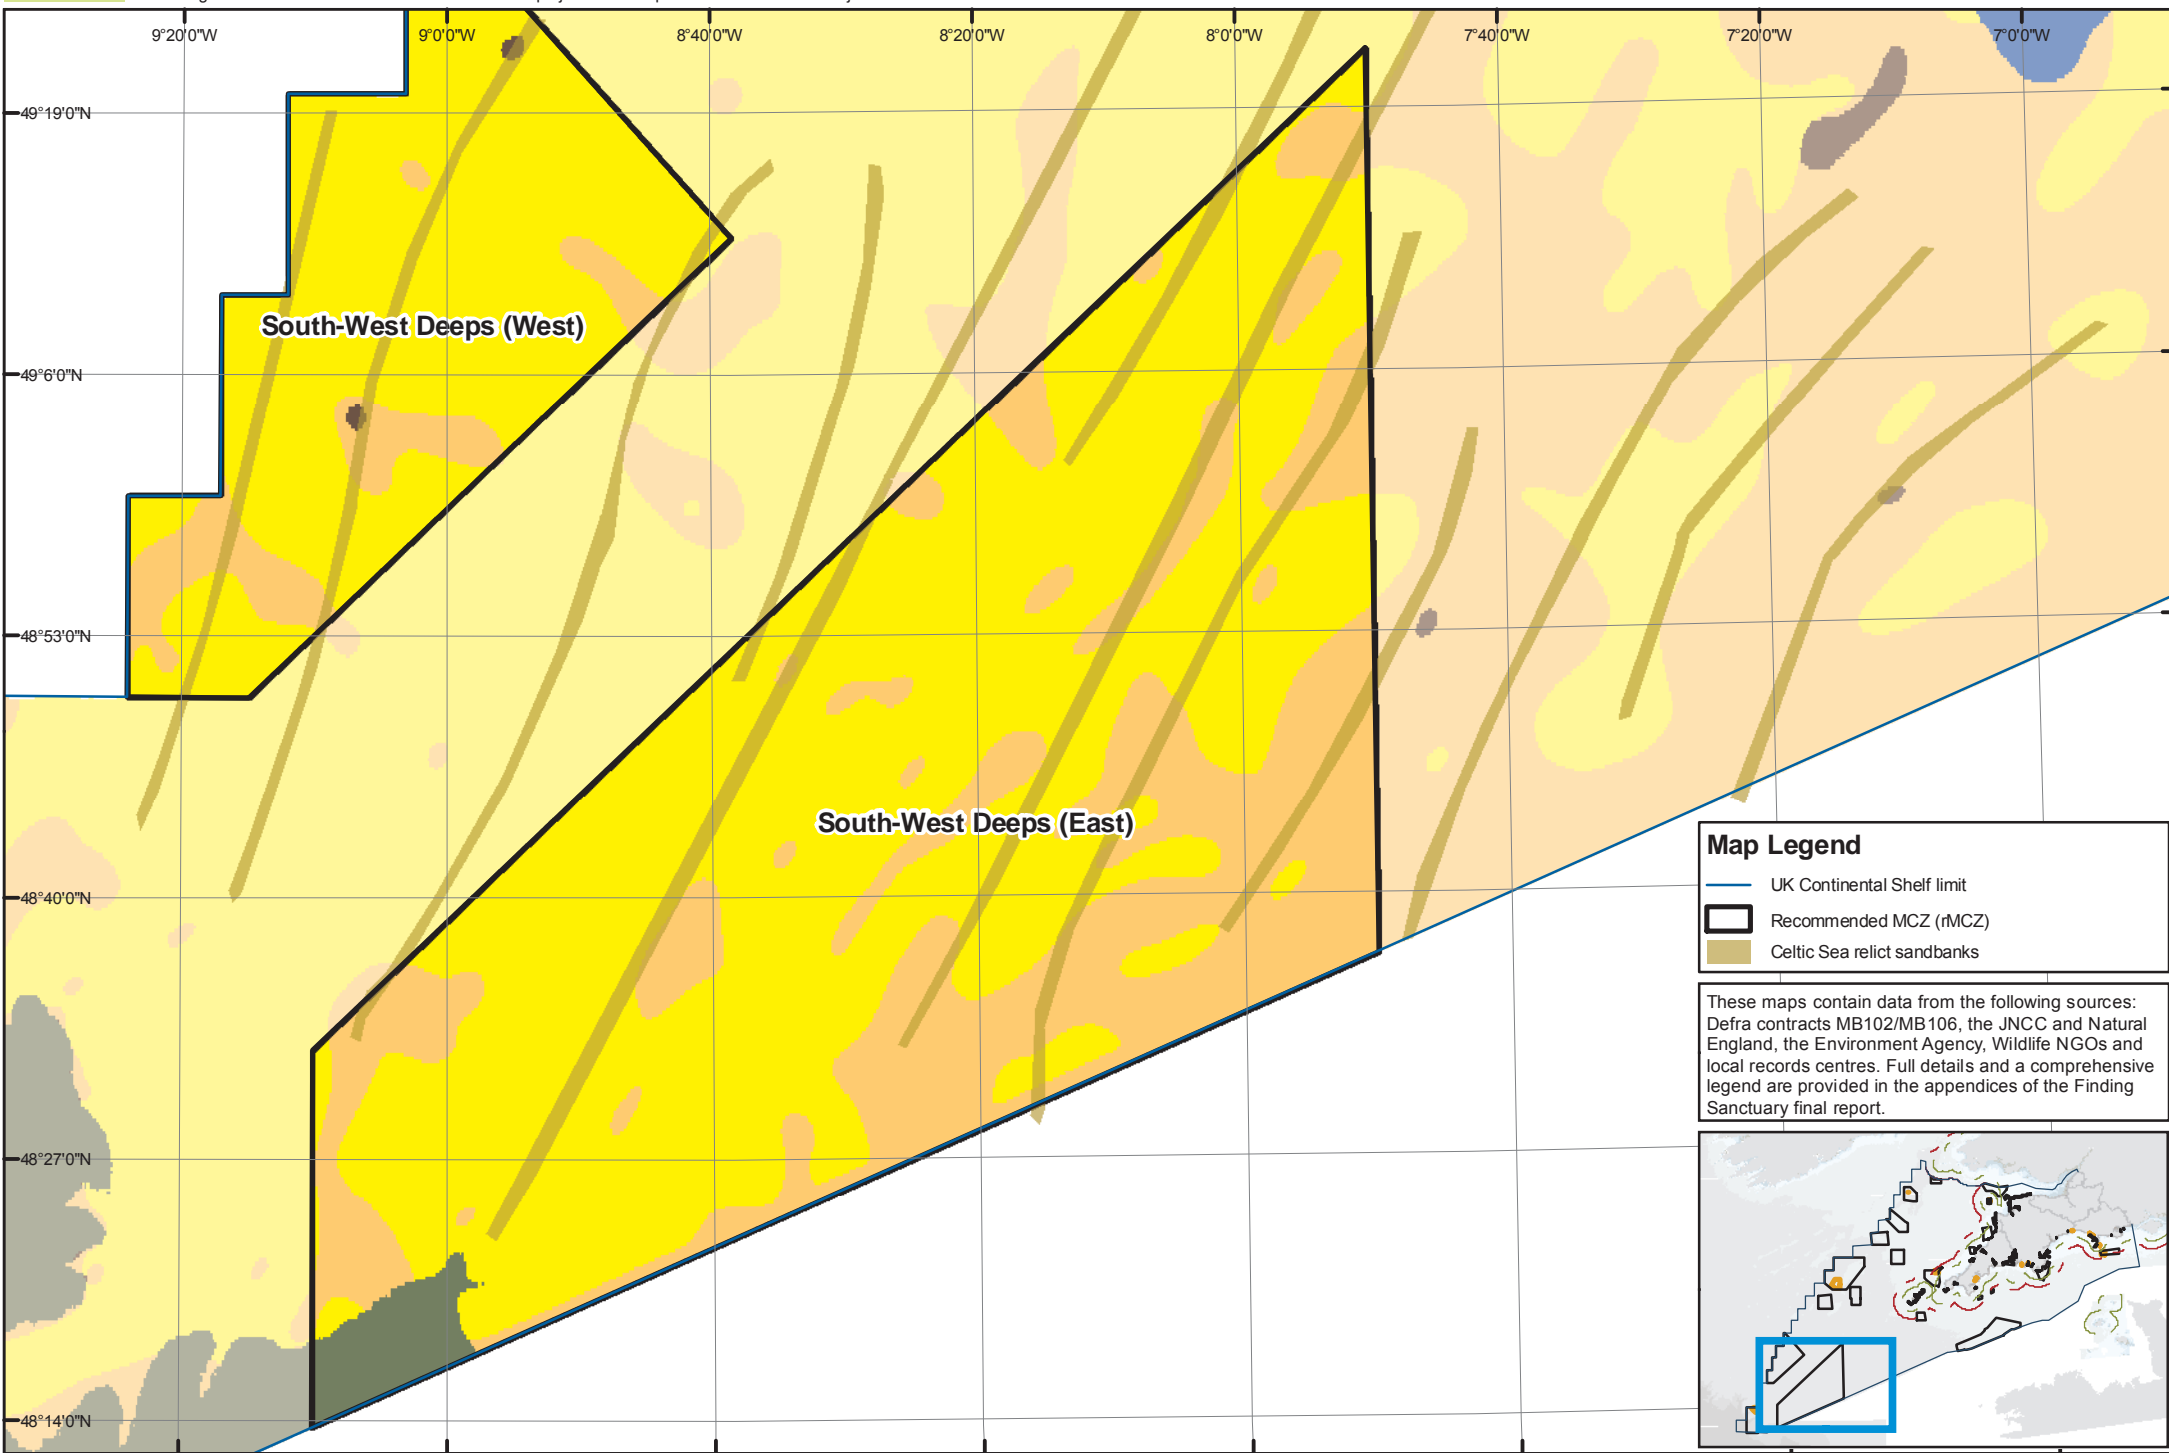 9°20'0"W
9°0'0"W
8°40'0"W
8°20'0"W
8°0'0"W
7°40'0"W
7°20'0"W
7°0'0"W
49°19'0"N
South-West Deeps (West)
49°6'0"N
48°53'0"N
South-West Deeps (East)
48°40'0"N
48°27'0"N
48°14'0"N
Map Legend
UK Continental Shelf limit
Recommended MCZ (rMCZ)
Celtic Sea relict sandbanks
These maps contain data from the following sources:
Defra contracts MB102/MB106, the JNCC and Natural
England, the Environment Agency, Wildlife NGOs and
local records centres. Full details and a comprehensive
legend are provided in the appendices of the Finding
Sanctuary final report.